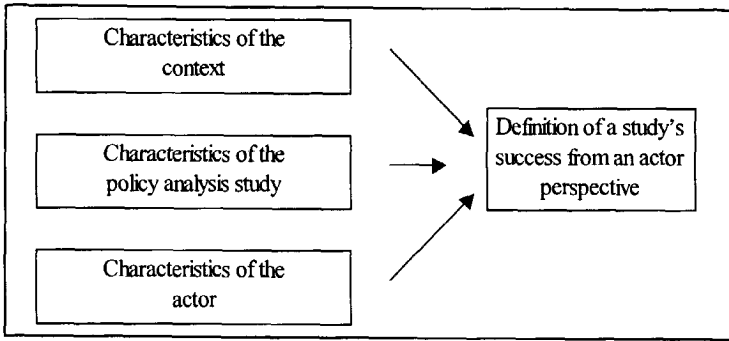 Characteristics of the
context
Characteristics of the
policy analysis study
Characteristics of the
actor
Definition of a study's
success from an actor
perspective